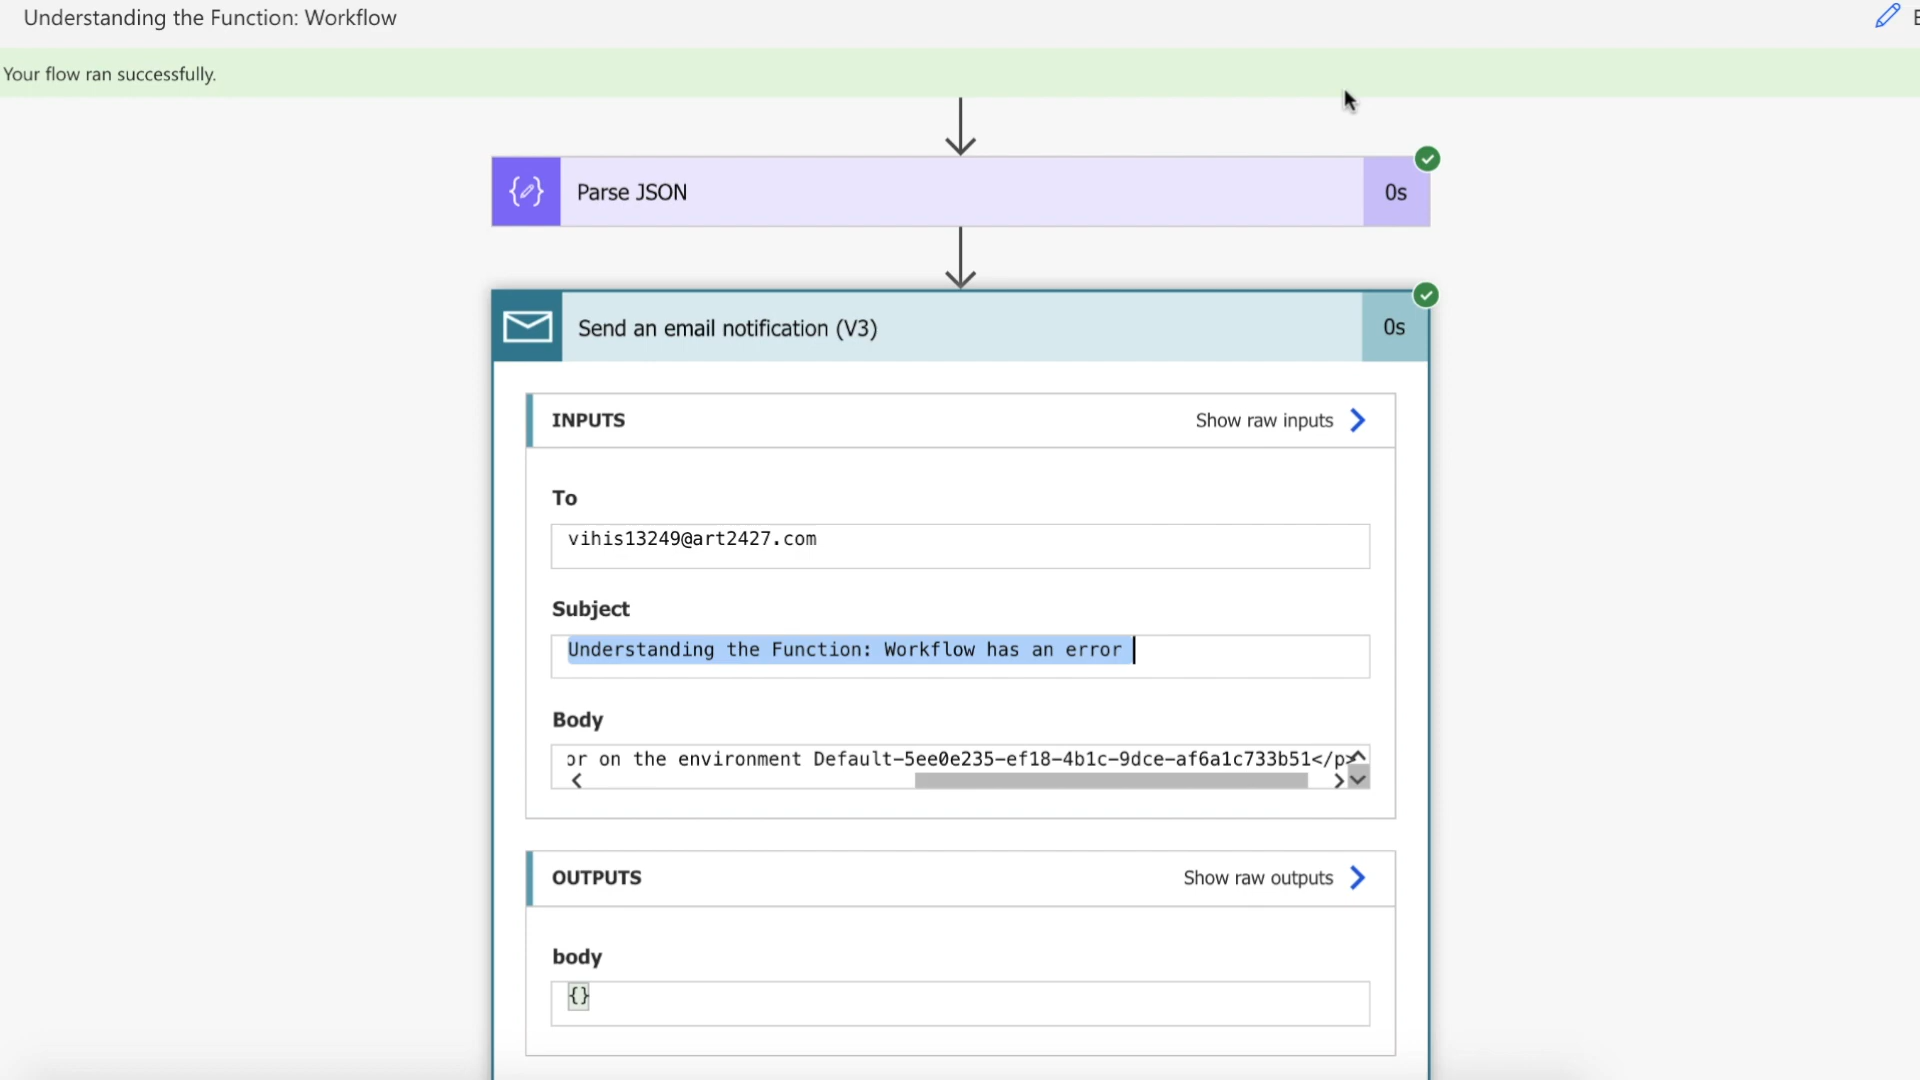 Understanding the Function: Workflow
Your flow ran successfully.
Parse JSON
0s
Send an email notification (V3)
0s
INPUTS
Show raw inputs
To
vihis13249@art2427.com
Subject
Understanding the Function: Workflow has an error
Body
or on the environment Default-5ee0e235-ef18-4b1c-9dce-af6a1c733b51</p>
OUTPUTS
Show raw outputs
body
{}